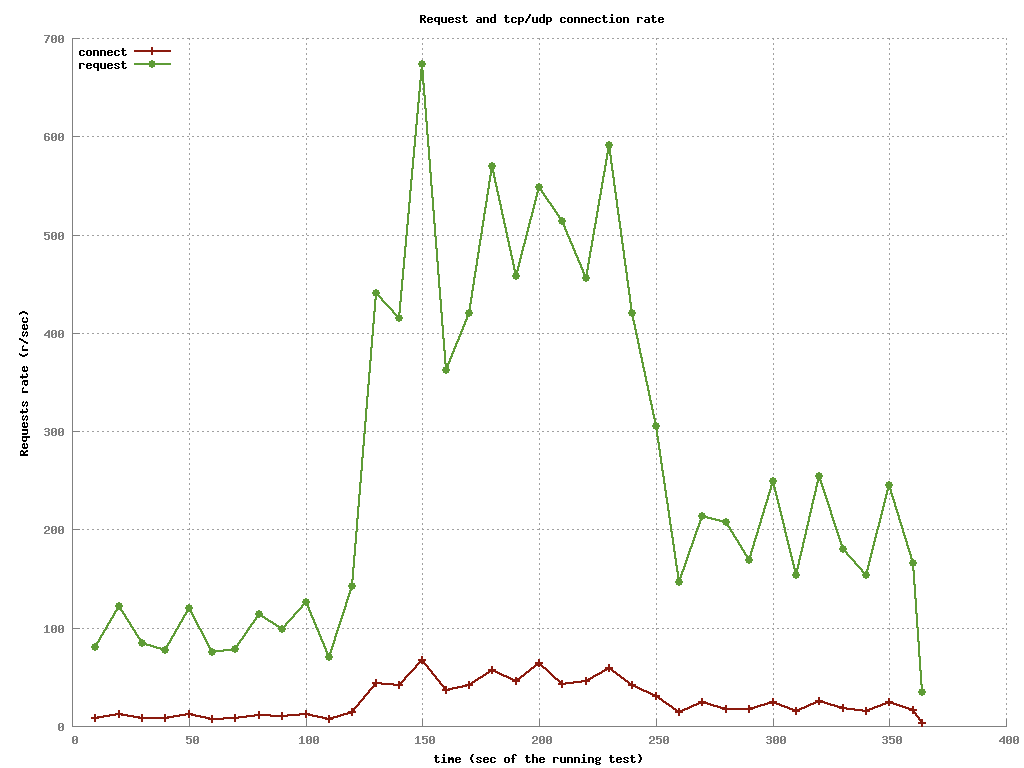 Request and tcp/udp connection rate
connect
request
700
600
500
400
300
200
100
0
Requests rate (r/sec)
0 50 100 150 200 250 300 350 400
time (sec of the running test)